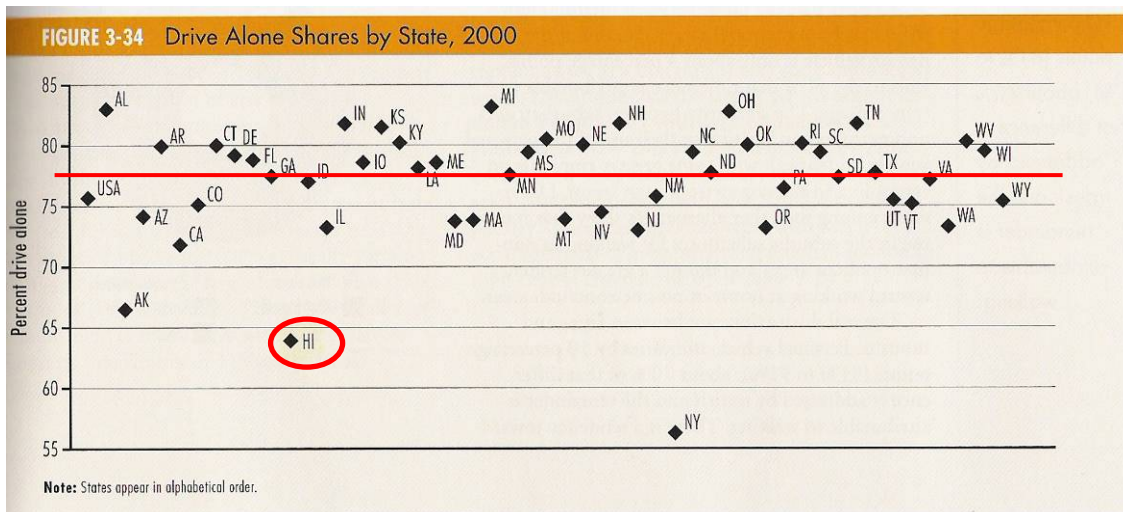 FIGURE 3-34 Drive Alone Shares by State, 2000
Percent drive alone
85
80
75
70
65
60
55
USA
AL
AK
AZ
AR
CA
CO
CT
DE
FL
GA
HI
ID
IL
IN
IO
KS
KY
LA
ME
MD
MA
MI
MN
MS
MO
MT
NE
NV
NH
NJ
NM
NY
NC
ND
OH
OK
OR
PA
RI
SC
SD
TN
TX
UT
VT
VA
WA
WV
WI
WY
Note: States appear in alphabetical order.